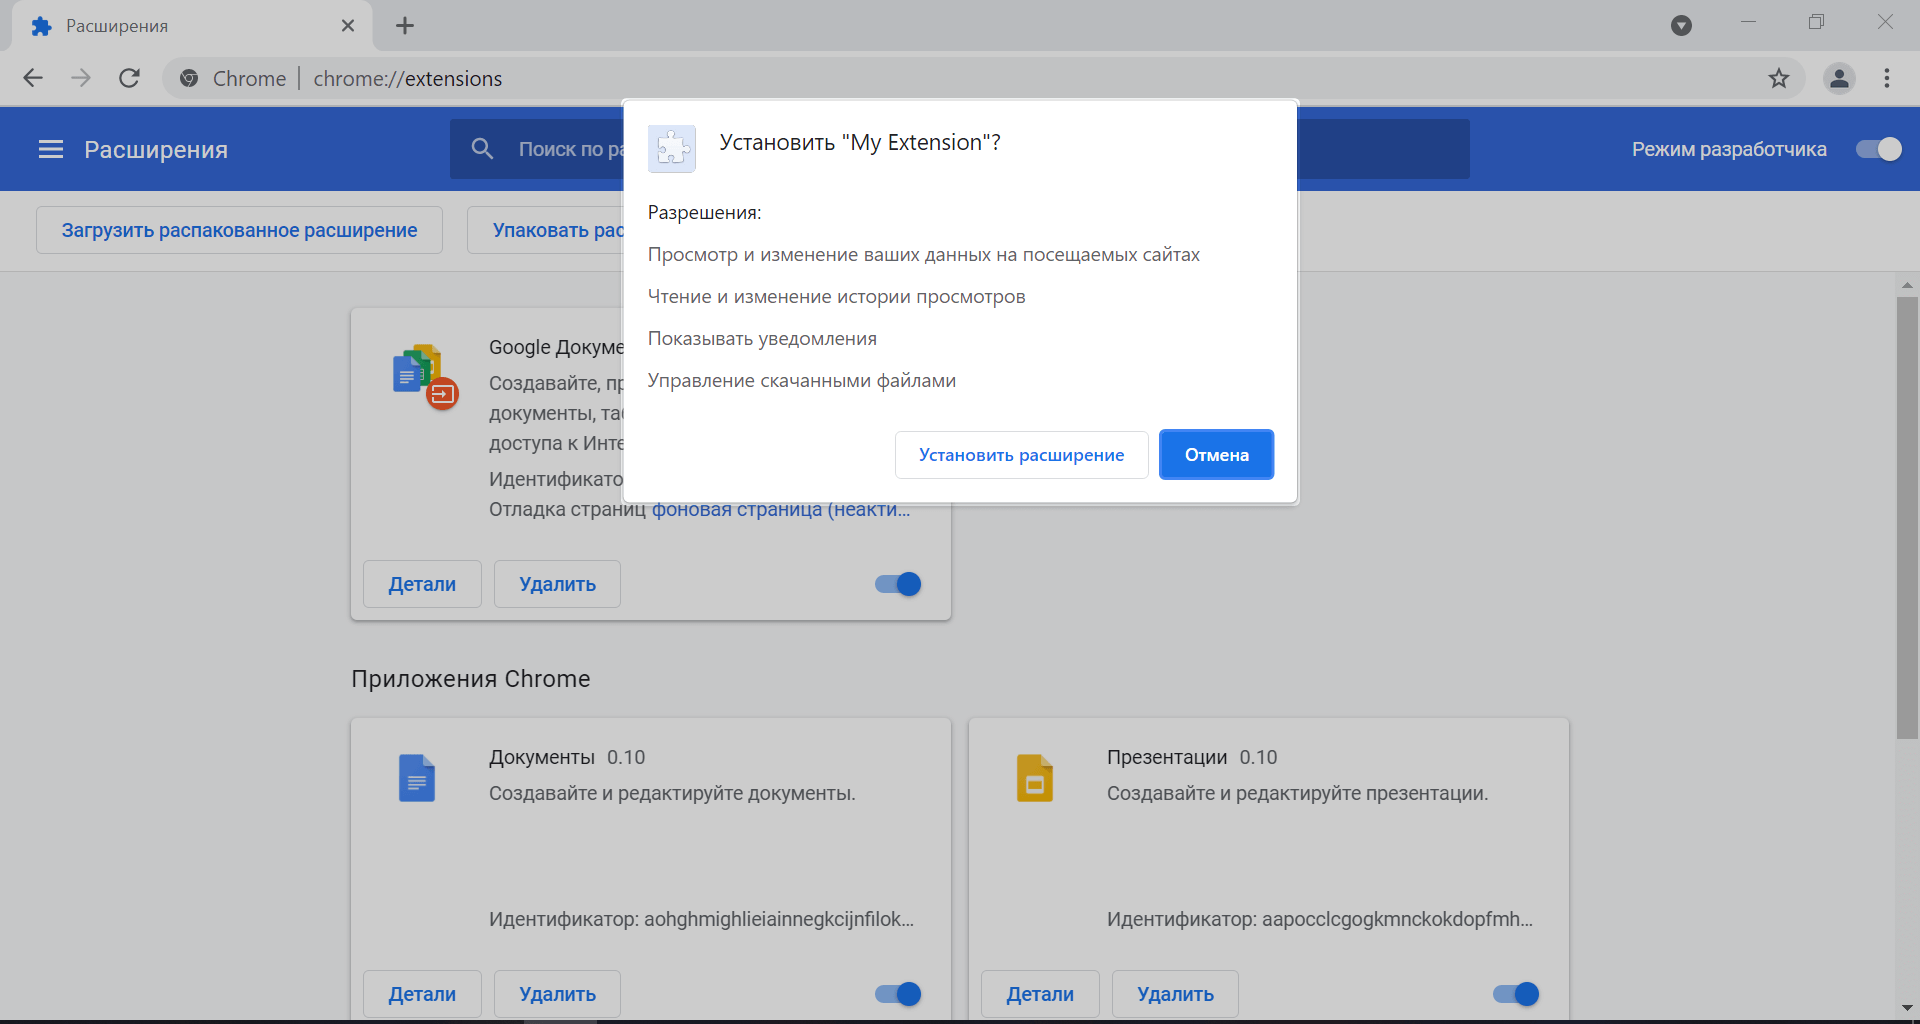 Расширения
Chrome | chrome://extensions
Расширения
Поиск по ра
Режим разработчика
Загрузить распакованное расширение
Упаковать рас
Установить "My Extension"?
Разрешения:
Просмотр и изменение ваших данных на посещаемых сайтах
Чтение и изменение истории просмотров
Показывать уведомления
Управление скачанными файлами
Установить расширение
Отмена
Google Докуме
Создавайте, пр
документы, таб
доступа к Инте
Идентификато
Отладка страниц фоновая страница (неакти...
Детали
Удалить
Приложения Chrome
Документы 0.10
Создавайте и редактируйте документы.
Идентификатор: aohghmighlieiainnegkcijnfilok...
Детали
Удалить
Презентации 0.10
Создавайте и редактируйте презентации.
Идентификатор: aapocclcgogkmnckokdopfmh...
Детали
Удалить